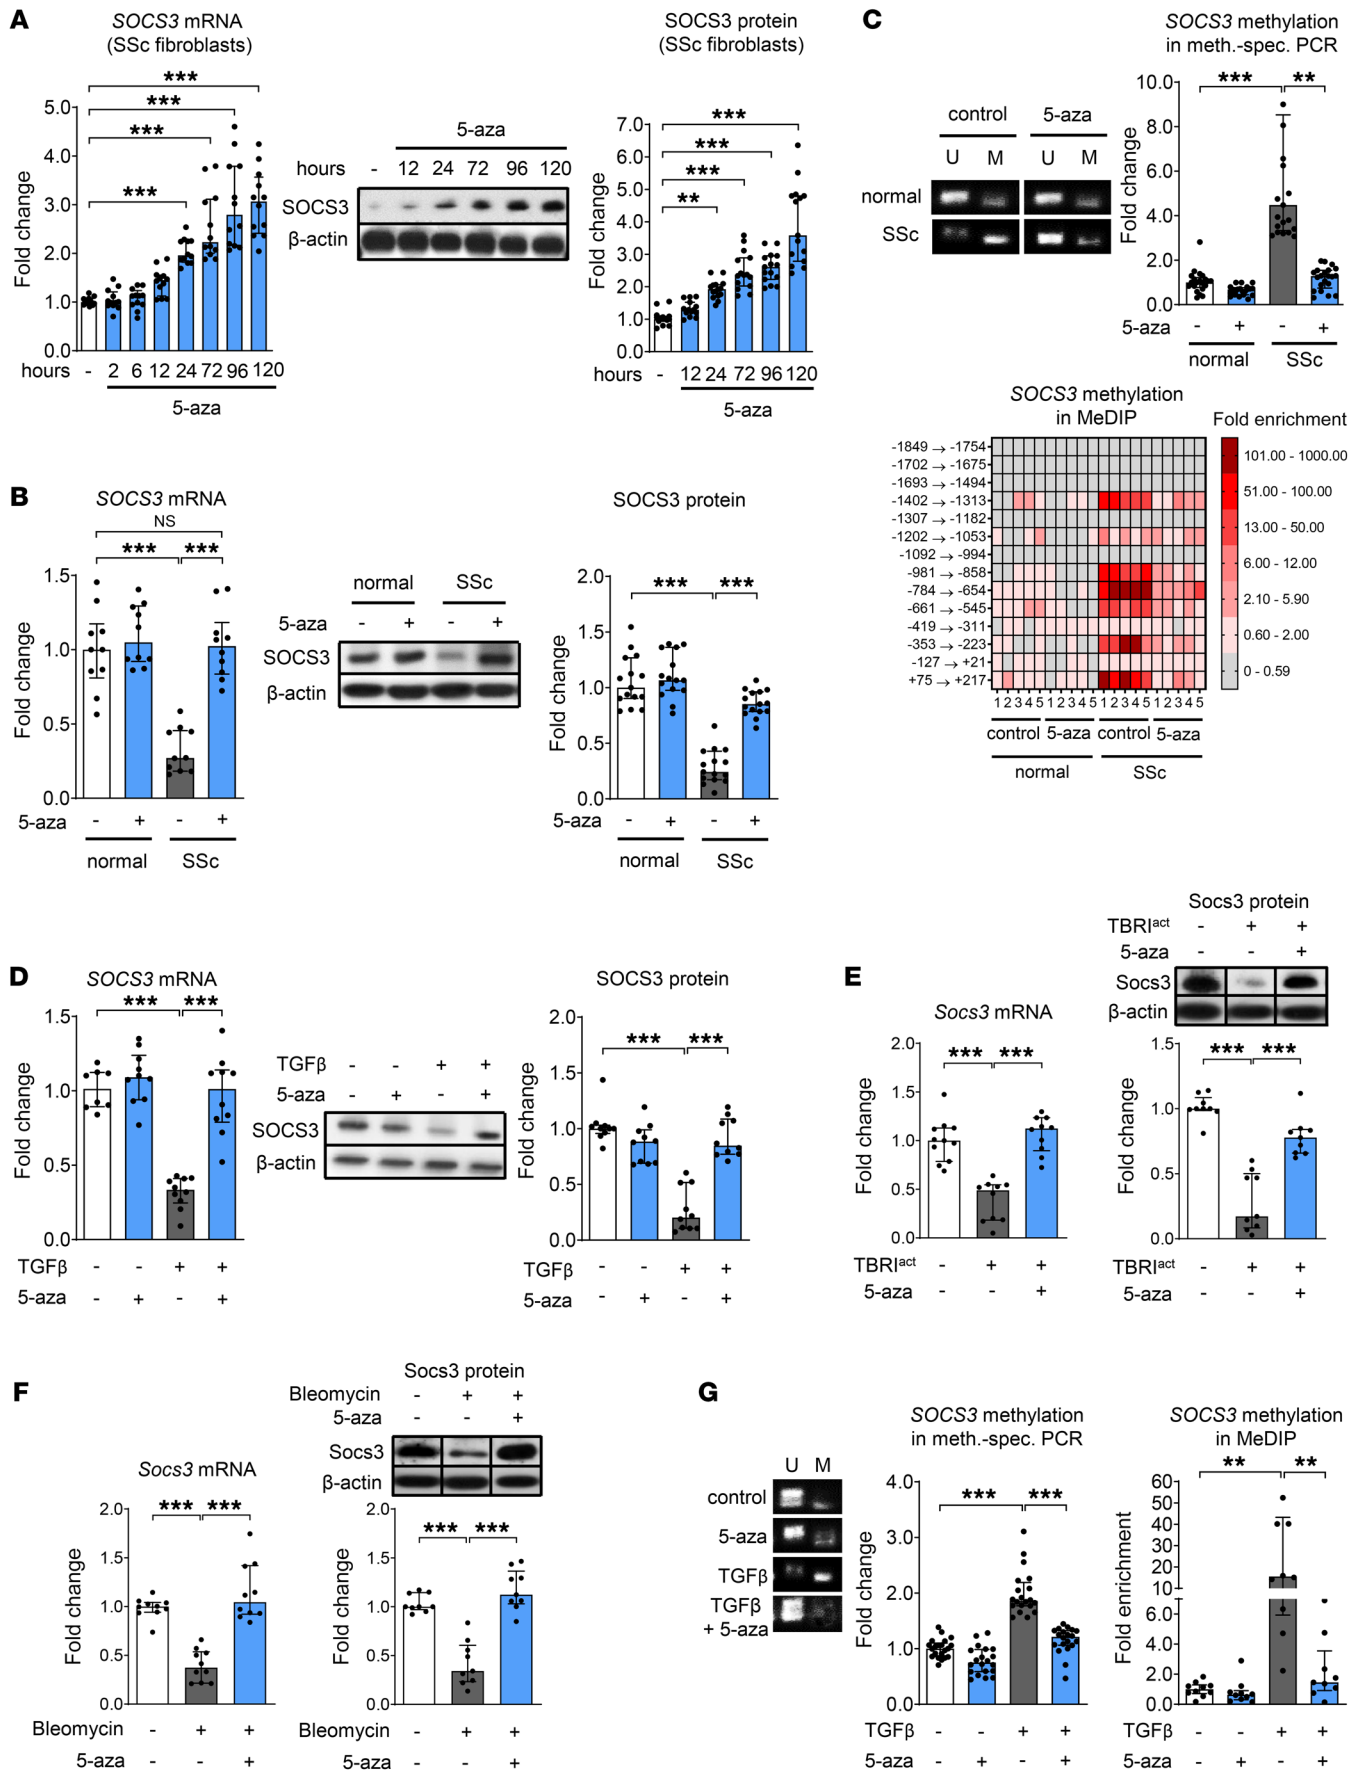 A
SOCS3 mRNA
(SSc fibroblasts)
***
***
***
***
Fold change
5.0
4.0
3.0
2.0
1.0
0.0
hours - 2 6 12 24 72 96 120
5-aza
5-aza
hours - 12 24 72 96 120
SOCS3
β-actin
SOCS3 protein
(SSc fibroblasts)
***
***
***
**
Fold change
7.0
6.0
5.0
4.0
3.0
2.0
1.0
0.0
hours - 12 24 72 96 120
5-aza
C
control 5-aza
U M U M
normal
SSc
SOCS3 methylation
in meth.-spec. PCR
*** **
Fold change
10.0
8.0
6.0
4.0
2.0
0.0
5-aza - + - +
normal SSc
SOCS3 methylation
in MeDIP
Fold enrichment
-1849 → -1754
-1702 → -1675
-1693 → -1494
-1402 → -1313
-1307 → -1182
-1202 → -1053
-1092 → -994
-981 → -858
-784 → -654
-661 → -545
-419 → -311
-353 → -223
-127 → +21
+75 → +217
101.00 - 1000.00
51.00 - 100.00
13.00 - 50.00
6.00 - 12.00
2.10 - 5.90
0.60 - 2.00
0 - 0.59
1 2 3 4 5 1 2 3 4 5 1 2 3 4 5 1 2 3 4 5
control 5-aza control 5-aza
normal SSc
B
SOCS3 mRNA
NS
*** ***
Fold change
1.5
1.0
0.5
0.0
5-aza - + - +
normal SSc
normal SSc
5-aza - + - +
SOCS3
β-actin
SOCS3 protein
*** ***
Fold change
2.0
1.5
1.0
0.5
0.0
5-aza - + - +
normal SSc
D
SOCS3 mRNA
*** ***
Fold change
1.5
1.0
0.5
0.0
TGFβ - - + +
5-aza - + - +
TGFβ - - + +
5-aza - + - +
SOCS3
β-actin
SOCS3 protein
*** ***
Fold change
2.0
1.5
1.0
0.5
0.0
TGFβ - - + +
5-aza - + - +
E
Socs3 mRNA
*** ***
Fold change
2.0
1.5
1.0
0.5
0.0
TBRIact - + +
5-aza - - +
Socs3 protein
TBRIact - + +
5-aza - - +
Socs3
β-actin
*** ***
Fold change
1.5
1.0
0.5
0.0
TBRIact - + +
5-aza - - +
F
Socs3 mRNA
*** ***
Fold change
2.0
1.5
1.0
0.5
0.0
Bleomycin - + +
5-aza - - +
Socs3 protein
Bleomycin - + +
5-aza - - +
Socs3
β-actin
*** ***
Fold change
2.0
1.5
1.0
0.5
0.0
Bleomycin - + +
5-aza - - +
G
U M
control
5-aza
TGFβ
TGFβ
+ 5-aza
SOCS3 methylation
in meth.-spec. PCR
*** ***
Fold change
4.0
3.0
2.0
1.0
0.0
TGFβ - - + +
5-aza - + - +
SOCS3 methylation
in MeDIP
** **
Fold enrichment
60
50
40
30
20
10
6.0
4.0
2.0
0.0
TGFβ - - + +
5-aza - + - +